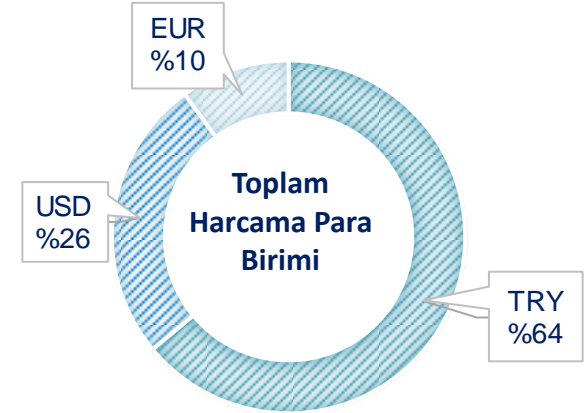 EUR
%10
Toplam
Harcama Para
Birimi
USD
%26
TRY
%64